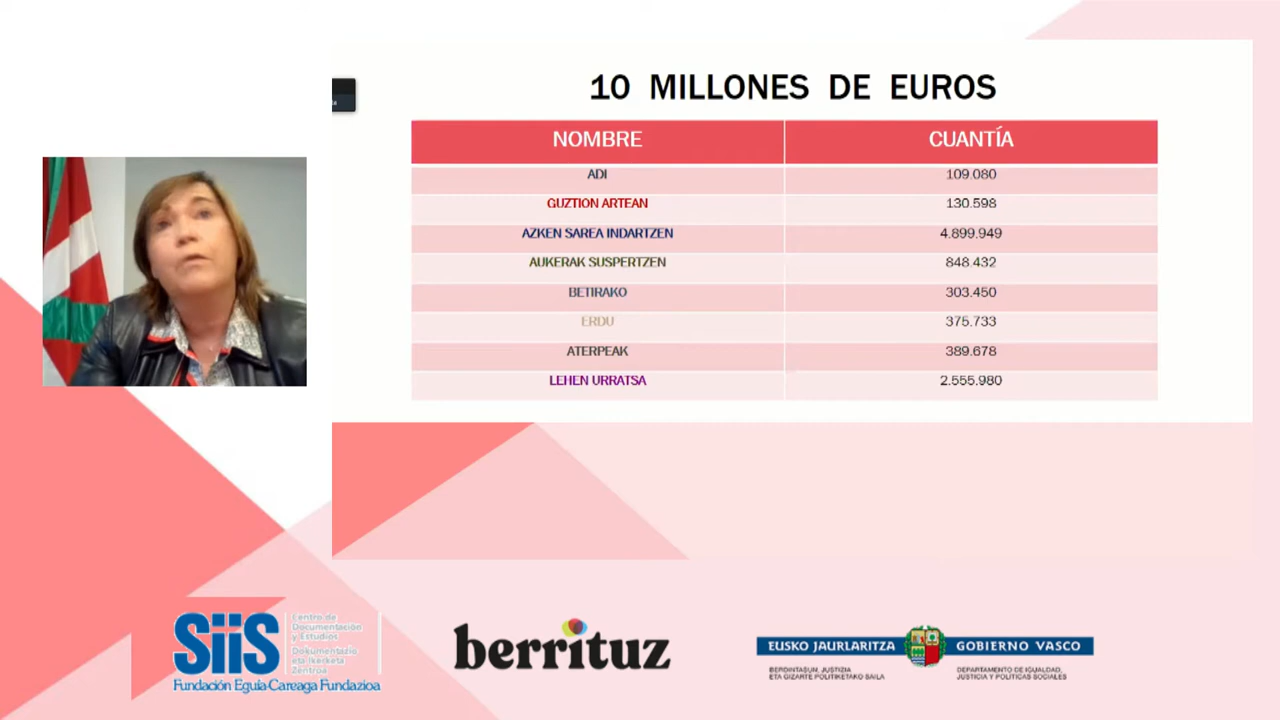 10 MILLONES DE EUROS
NOMBRE CUANTÍA
ADI 109.080
GUZTION ARTEAN 130.598
AZKEN SAREA INDARTZEN 4.899.949
AUKERAK SUSPERTZEN 848.432
BETIRAKO 303.450
ERDU 375.733
ATERPEAK 389.678
LEHEN URRATSA 2.555.980
SiiS
Centro de
Documentación
y Estudios
Dokumentazio
eta Ikerketa
Zentroa
Fundación Eguía-Careaga Fundazioa
berrituz
EUSKO JAURLARITZA GOBIERNO VASCO
BERDINTASUN, JUSTIZIA
ETA GIZARTE POLITIKETAKO SAILA
DEPARTAMENTO DE IGUALDAD,
JUSTICIA Y POLÍTICAS SOCIALES